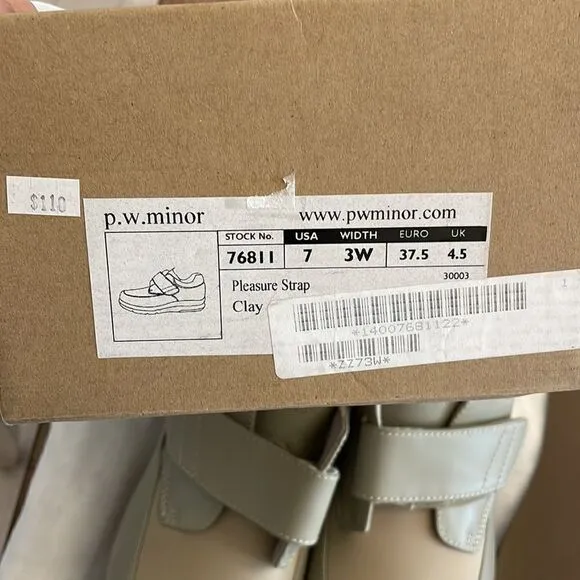 $110
p.w.minor www.pwminor.com
STOCK No. USA WIDTH EURO UK
76811 7 3W 37.5 4.5
30003
Pleasure Strap
Clay
1
*14007681122*
*ZZ73W*